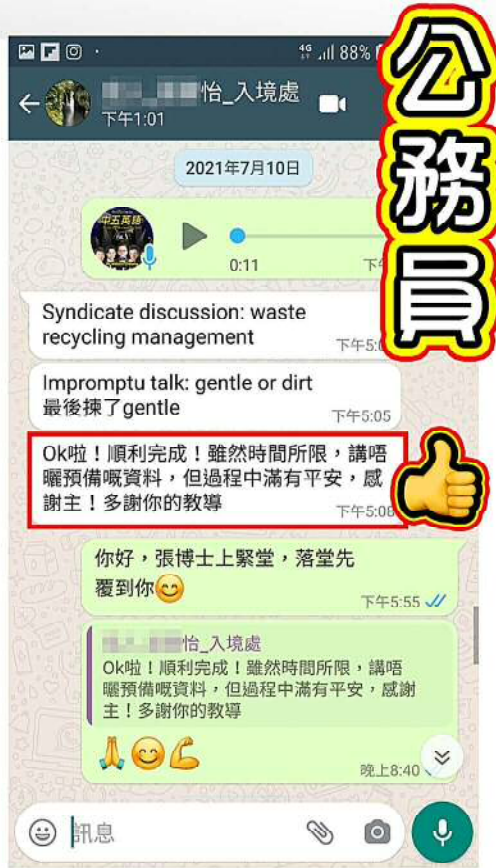 公務員
4G 88%
怡_入境處
下午1:01
2021年7月10日
中五英語
0:11
Syndicate discussion: waste
recycling management
下午5:0
Impromptu talk: gentle or dirt
最後揀了gentle
下午5:05
Ok啦！順利完成！雖然時間所限，講唔
曬預備嘅資料，但過程中滿有平安，感
謝主！多謝你的教導
下午5:08
你好，張博士上緊堂，落堂先
覆到你😊
下午5:55
怡_入境處
Ok啦！順利完成！雖然時間所限，講唔
曬預備嘅資料，但過程中滿有平安，感謝
主！多謝你的教導
🙏😊💪
晚上8:40
訊息